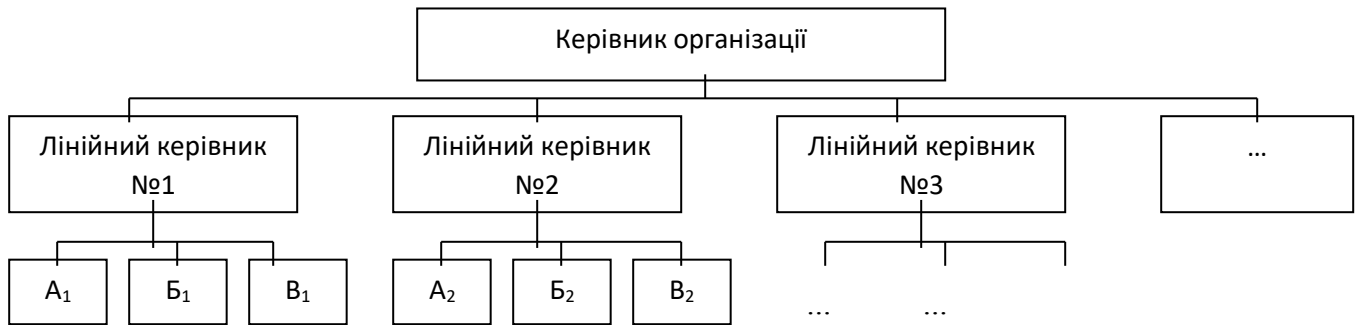 Керівник організації
Лінійний керівник №1
Лінійний керівник №2
Лінійний керівник №3
…
А₁ Б₁ В₁ А₂ Б₂ В₂ … …